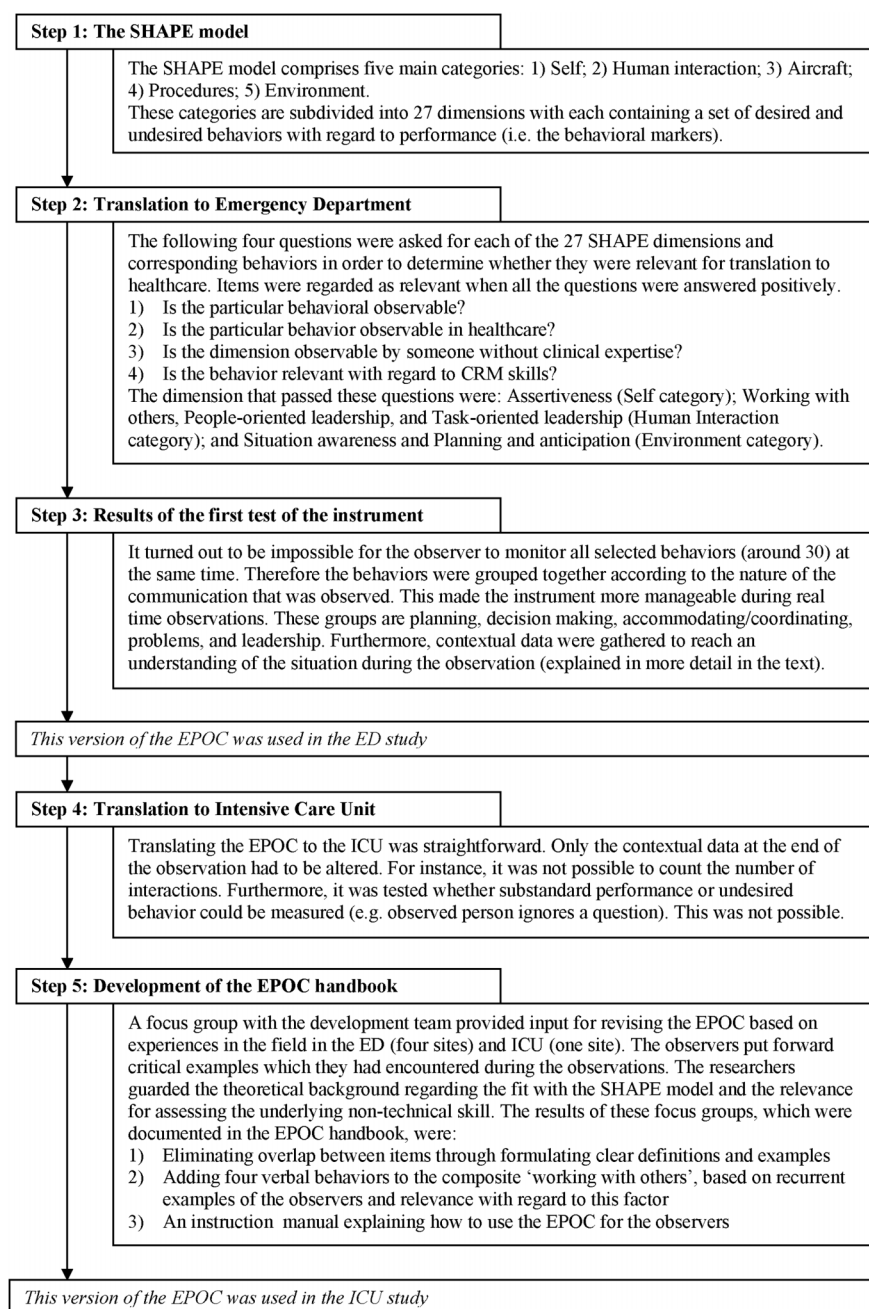 Step 1: The SHAPE model
The SHAPE model comprises five main categories: 1) Self; 2) Human interaction; 3) Aircraft;
4) Procedures; 5) Environment.
These categories are subdivided into 27 dimensions with each containing a set of desired and
undesired behaviors with regard to performance (i.e. the behavioral markers).
Step 2: Translation to Emergency Department
The following four questions were asked for each of the 27 SHAPE dimensions and
corresponding behaviors in order to determine whether they were relevant for translation to
healthcare. Items were regarded as relevant when all the questions were answered positively.
1) Is the particular behavioral observable?
2) Is the particular behavior observable in healthcare?
3) Is the dimension observable by someone without clinical expertise?
4) Is the behavior relevant with regard to CRM skills?
The dimension that passed these questions were: Assertiveness (Self category); Working with
others, People-oriented leadership, and Task-oriented leadership (Human Interaction
category); and Situation awareness and Planning and anticipation (Environment category).
Step 3: Results of the first test of the instrument
It turned out to be impossible for the observer to monitor all selected behaviors (around 30) at
the same time. Therefore the behaviors were grouped together according to the nature of the
communication that was observed. This made the instrument more manageable during real
time observations. These groups are planning, decision making, accommodating/coordinating,
problems, and leadership. Furthermore, contextual data were gathered to reach an
understanding of the situation during the observation (explained in more detail in the text).
This version of the EPOC was used in the ED study
Step 4: Translation to Intensive Care Unit
Translating the EPOC to the ICU was straightforward. Only the contextual data at the end of
the observation had to be altered. For instance, it was not possible to count the number of
interactions. Furthermore, it was tested whether substandard performance or undesired
behavior could be measured (e.g. observed person ignores a question). This was not possible.
Step 5: Development of the EPOC handbook
A focus group with the development team provided input for revising the EPOC based on
experiences in the field in the ED (four sites) and ICU (one site). The observers put forward
critical examples which they had encountered during the observations. The researchers
guarded the theoretical background regarding the fit with the SHAPE model and the relevance
for assessing the underlying non-technical skill. The results of these focus groups, which were
documented in the EPOC handbook, were:
1) Eliminating overlap between items through formulating clear definitions and examples
2) Adding four verbal behaviors to the composite ‘working with others’, based on recurrent
examples of the observers and relevance with regard to this factor
3) An instruction manual explaining how to use the EPOC for the observers
This version of the EPOC was used in the ICU study